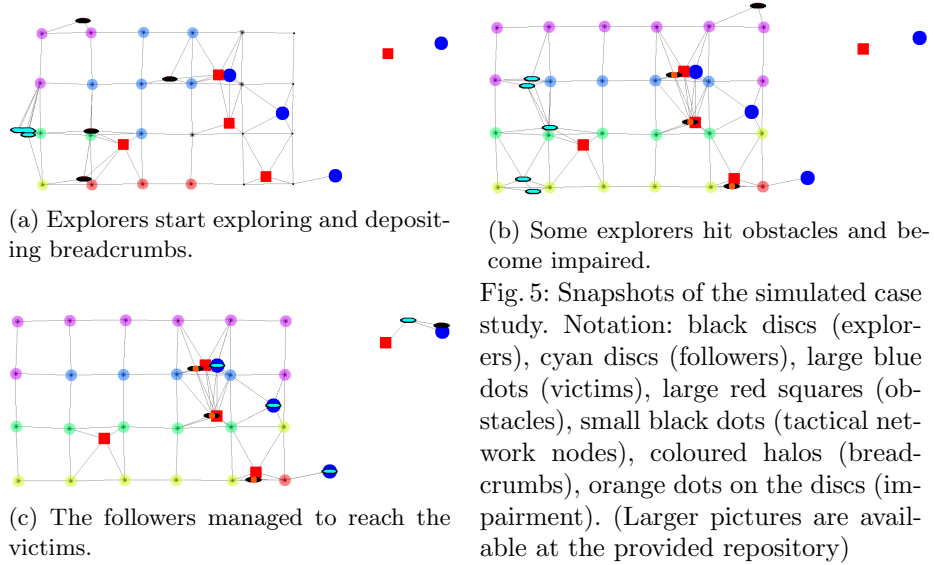 (a) Explorers start exploring and deposit-
ing breadcrumbs.
(b) Some explorers hit obstacles and be-
come impaired.
(c) The followers managed to reach the
victims.
Fig. 5: Snapshots of the simulated case
study. Notation: black discs (explor-
ers), cyan discs (followers), large blue
dots (victims), large red squares (ob-
stacles), small black dots (tactical net-
work nodes), coloured halos (bread-
crumbs), orange dots on the discs (im-
pairment). (Larger pictures are avail-
able at the provided repository)